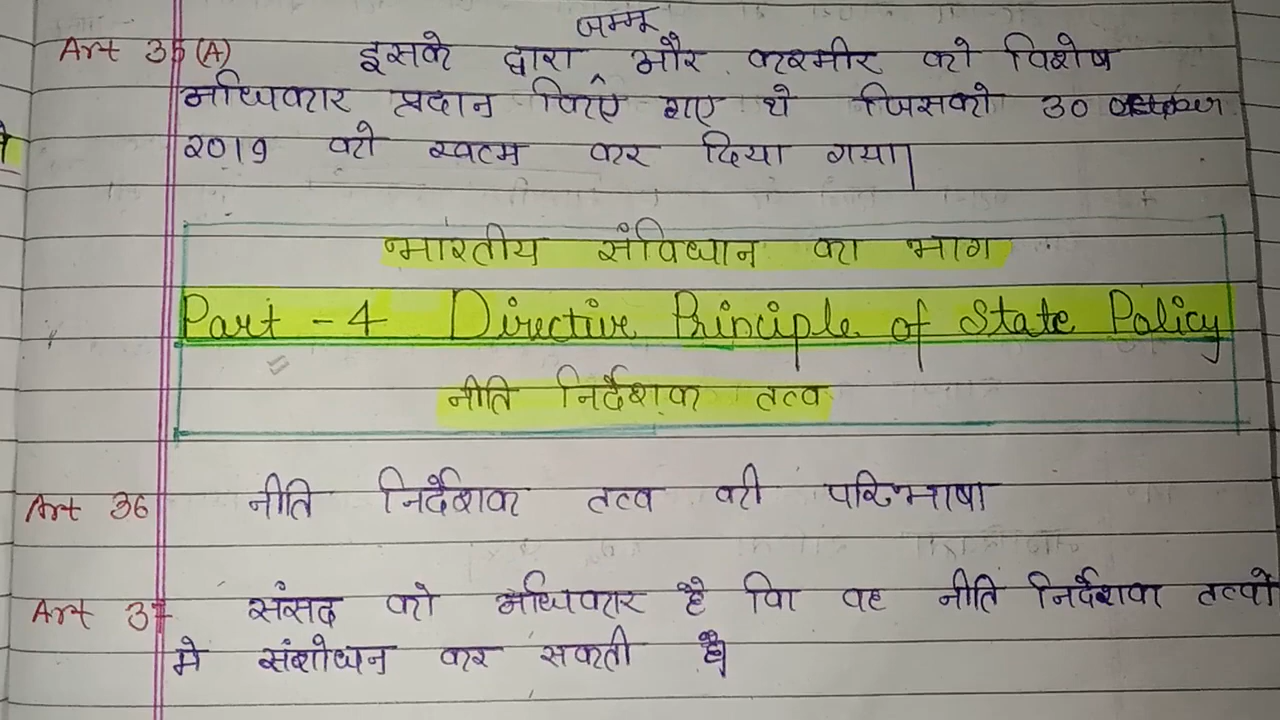 जम्मू
Art 35(A) इसके द्वारा और कश्मीर को विशेष
अधिकार प्रदान किए गए थे जिसको 30 October
2019 को खत्म कर दिया गया।
भारतीय संविधान का भाग
Part - 4 Directive Principle of State Policy
नीति निर्देशक तत्व
Art 36 नीति निर्देशक तत्व की परिभाषा
Art 37 संसद को अधिकार है कि वह नीति निर्देशक तत्वो
मे संशोधन कर सकती है।